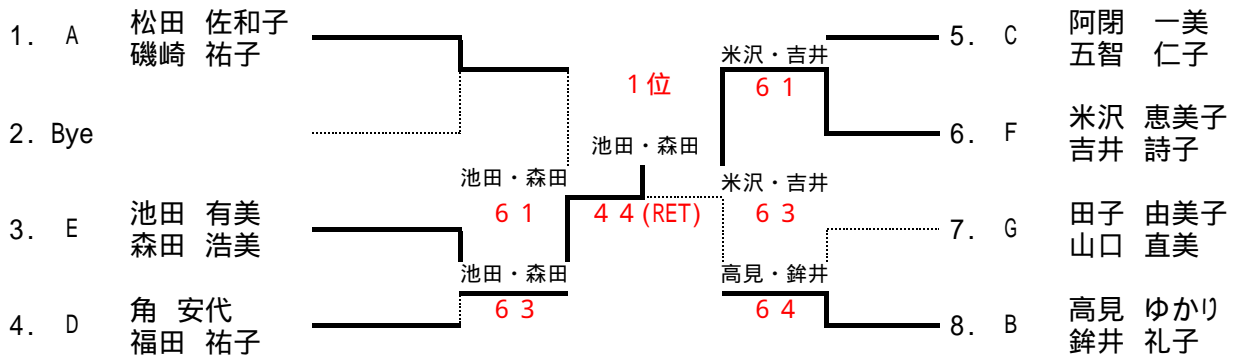 1. A 松田 佐和子
磯崎 祐子
2. Bye
3. E 池田 有美
森田 浩美
4. D 角 安代
福田 祐子
池田・森田
6 1
池田・森田
6 3
1位
池田・森田
4 4 (RET)
米沢・吉井
6 1
米沢・吉井
6 3
高見・鉾井
6 4
5. C 阿閉 一美
五智 仁子
6. F 米沢 恵美子
吉井 詩子
7. G 田子 由美子
山口 直美
8. B 高見 ゆかり
鉾井 礼子